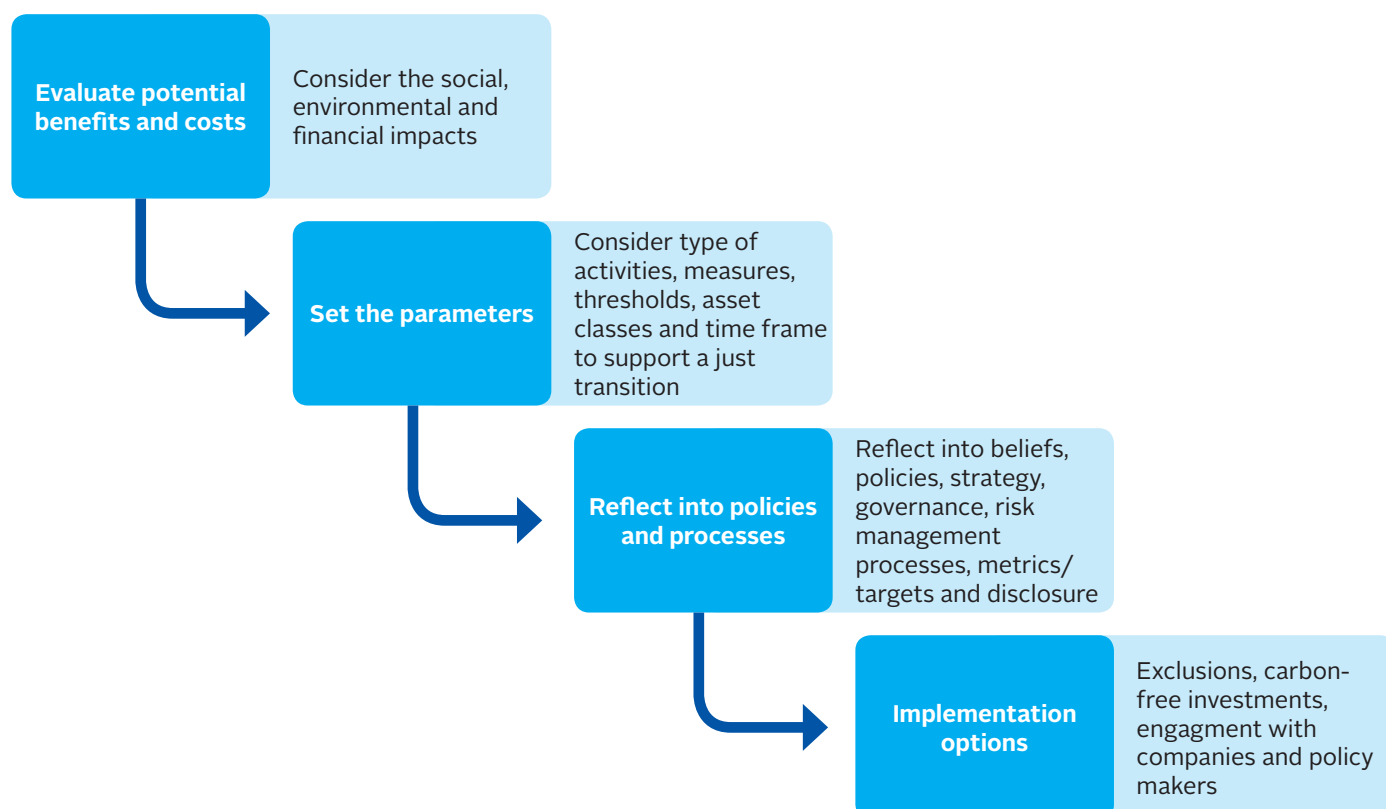 Evaluate potential
benefits and costs
Consider the social,
environmental and
financial impacts
Set the parameters
Consider type of
activities, measures,
thresholds, asset
classes and time frame
to support a just
transition
Reflect into policies
and processes
Reflect into beliefs,
policies, strategy,
governance, risk
management
processes, metrics/
targets and disclosure
Implementation
options
Exclusions, carbon-
free investments,
engagment with
companies and policy
makers